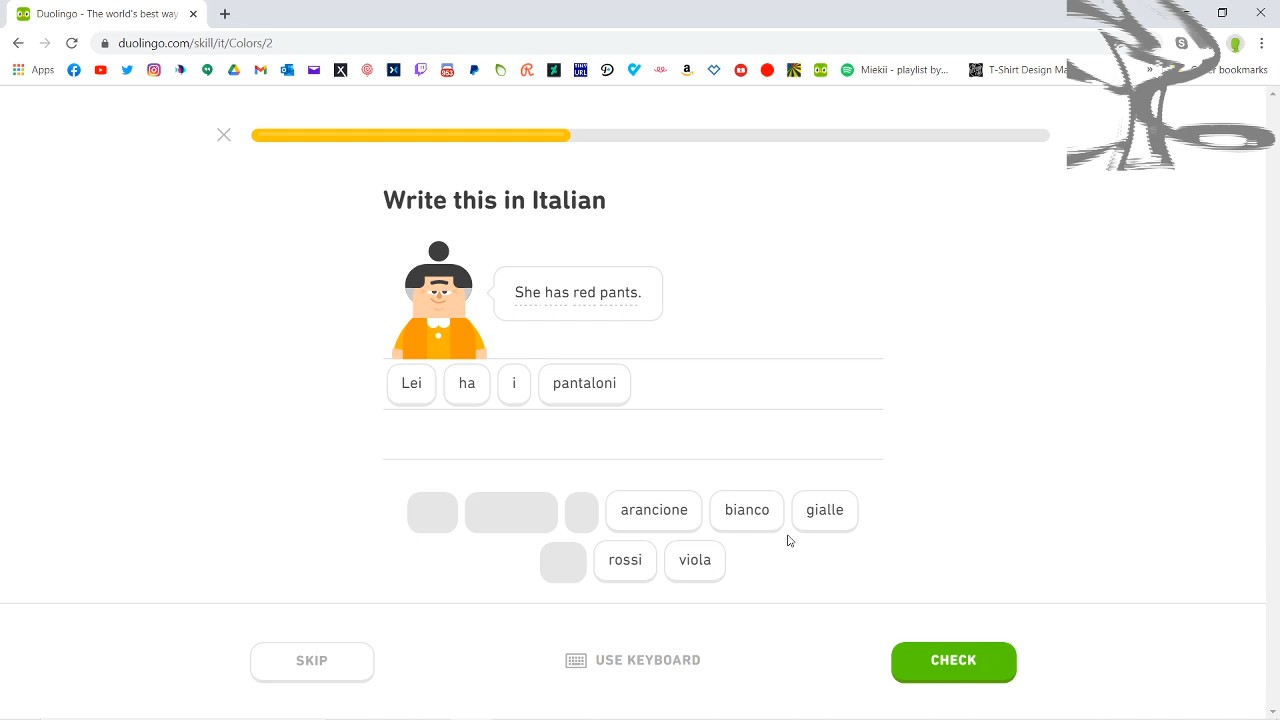 Duolingo - The world's best way
duolingo.com/skill/it/Colors/2
Apps
Miekii - playlist by...
T-Shirt Design
»
bookmarks
Write this in Italian
She has red pants.
Lei ha i pantaloni
arancione bianco gialle
rossi viola
SKIP
USE KEYBOARD
CHECK